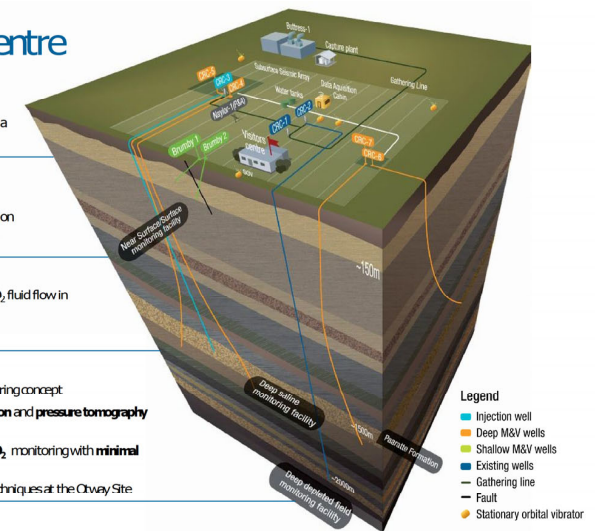 entre
a
on
O₂ fluid flow in
ring concept
on and pressure tomography
O₂ monitoring with minimal
chniques at the Otway Site
Buttress-1
Capture plant
Gathering Line
Subsurface Seismic Array
Data Aquisition
Cabin
Water tanks
CRC-3
CRC-4
Naylor-1(P&A)
CRC-1
CRC-2
Visitors
centre
Brumby 1
Brumby 2
SOV
CRC-7
CRC-6
Near Surface/Surface
monitoring facility
~150m
Deep saline
monitoring facility
~1500m
Paaratte Formation
Deep depleted field
monitoring facility
Legend
Injection well
Deep M&V wells
Shallow M&V wells
Existing wells
Gathering line
Fault
Stationary orbital vibrator